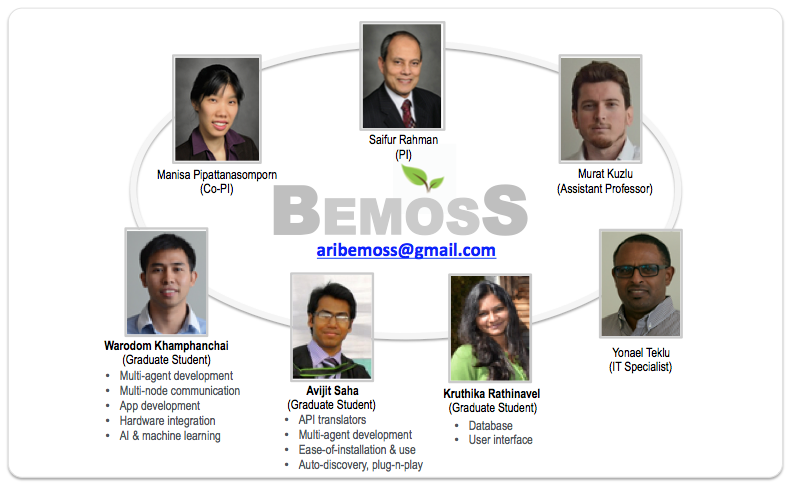 Saifur Rahman
(PI)
Manisa Pipattanasomporn
(Co-PI)
Murat Kuzlu
(Assistant Professor)
BEMOSS
aribemoss@gmail.com
Warodom Khamphanchai
(Graduate Student)
• Multi-agent development
• Multi-node communication
• App development
• Hardware integration
• AI & machine learning
Avijit Saha
(Graduate Student)
• API translators
• Multi-agent development
• Ease-of-installation & use
• Auto-discovery, plug-n-play
Kruthika Rathinavel
(Graduate Student)
• Database
• User interface
Yonael Teklu
(IT Specialist)